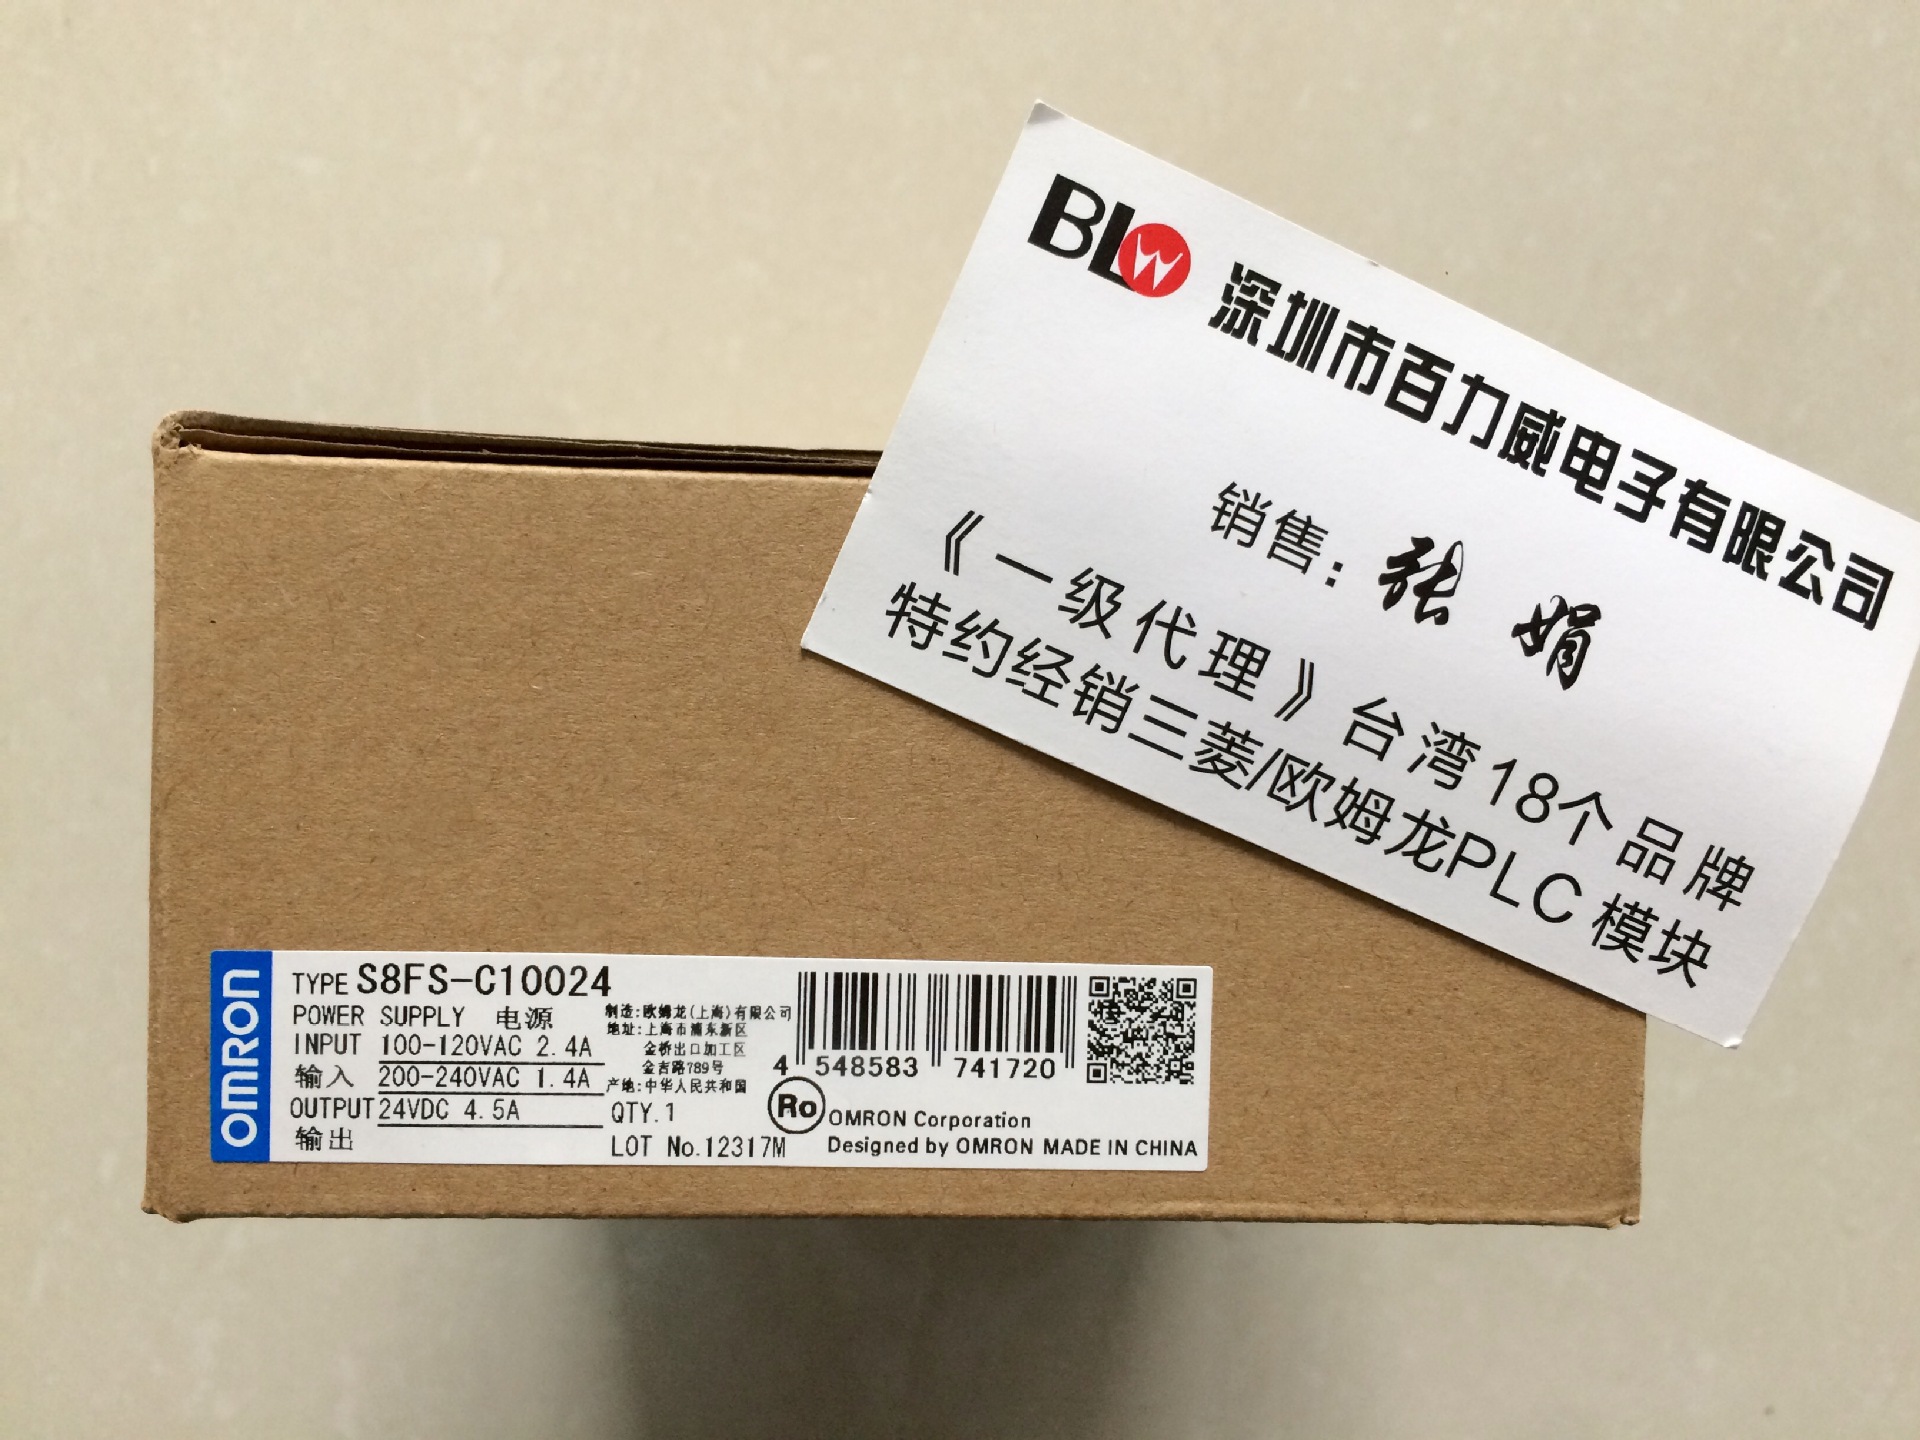 BLW 深圳市百力威电子有限公司
销售：张 娟
《一级代理》台湾18个品牌
特约经销三菱/欧姆龙PLC模块
OMRON
TYPE S8FS-C10024
POWER SUPPLY 电源
INPUT 100-120VAC 2.4A
输入 200-240VAC 1.4A
OUTPUT 24VDC 4.5A
输出
制造:欧姆龙(上海)有限公司
地址:上海市浦东新区
金桥出口加工区
金吉路789号
产地:中华人民共和国
QTY.1
LOT No.12317M
4 548583 741720
Ro OMRON Corporation
Designed by OMRON MADE IN CHINA